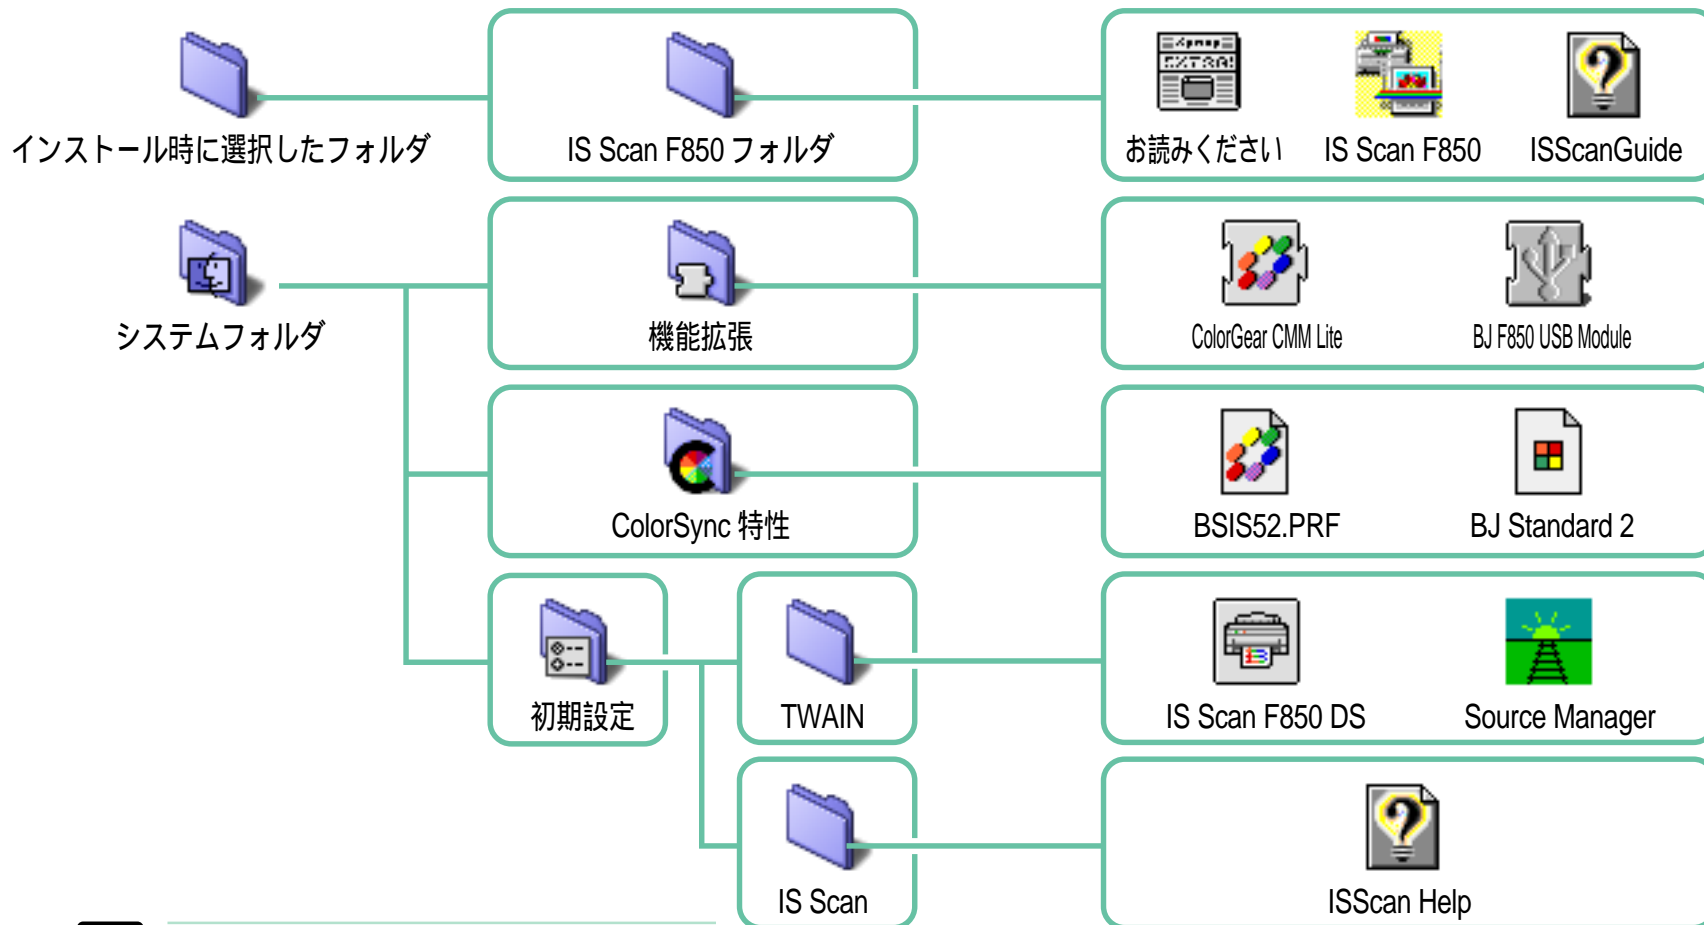 インストール時に選択したフォルダ
IS Scan F850 フォルダ
お読みください
IS Scan F850
ISScanGuide
システムフォルダ
機能拡張
ColorGear CMM Lite
BJ F850 USB Module
ColorSync 特性
BSIS52.PRF
BJ Standard 2
初期設定
TWAIN
IS Scan F850 DS
Source Manager
IS Scan
ISScan Help